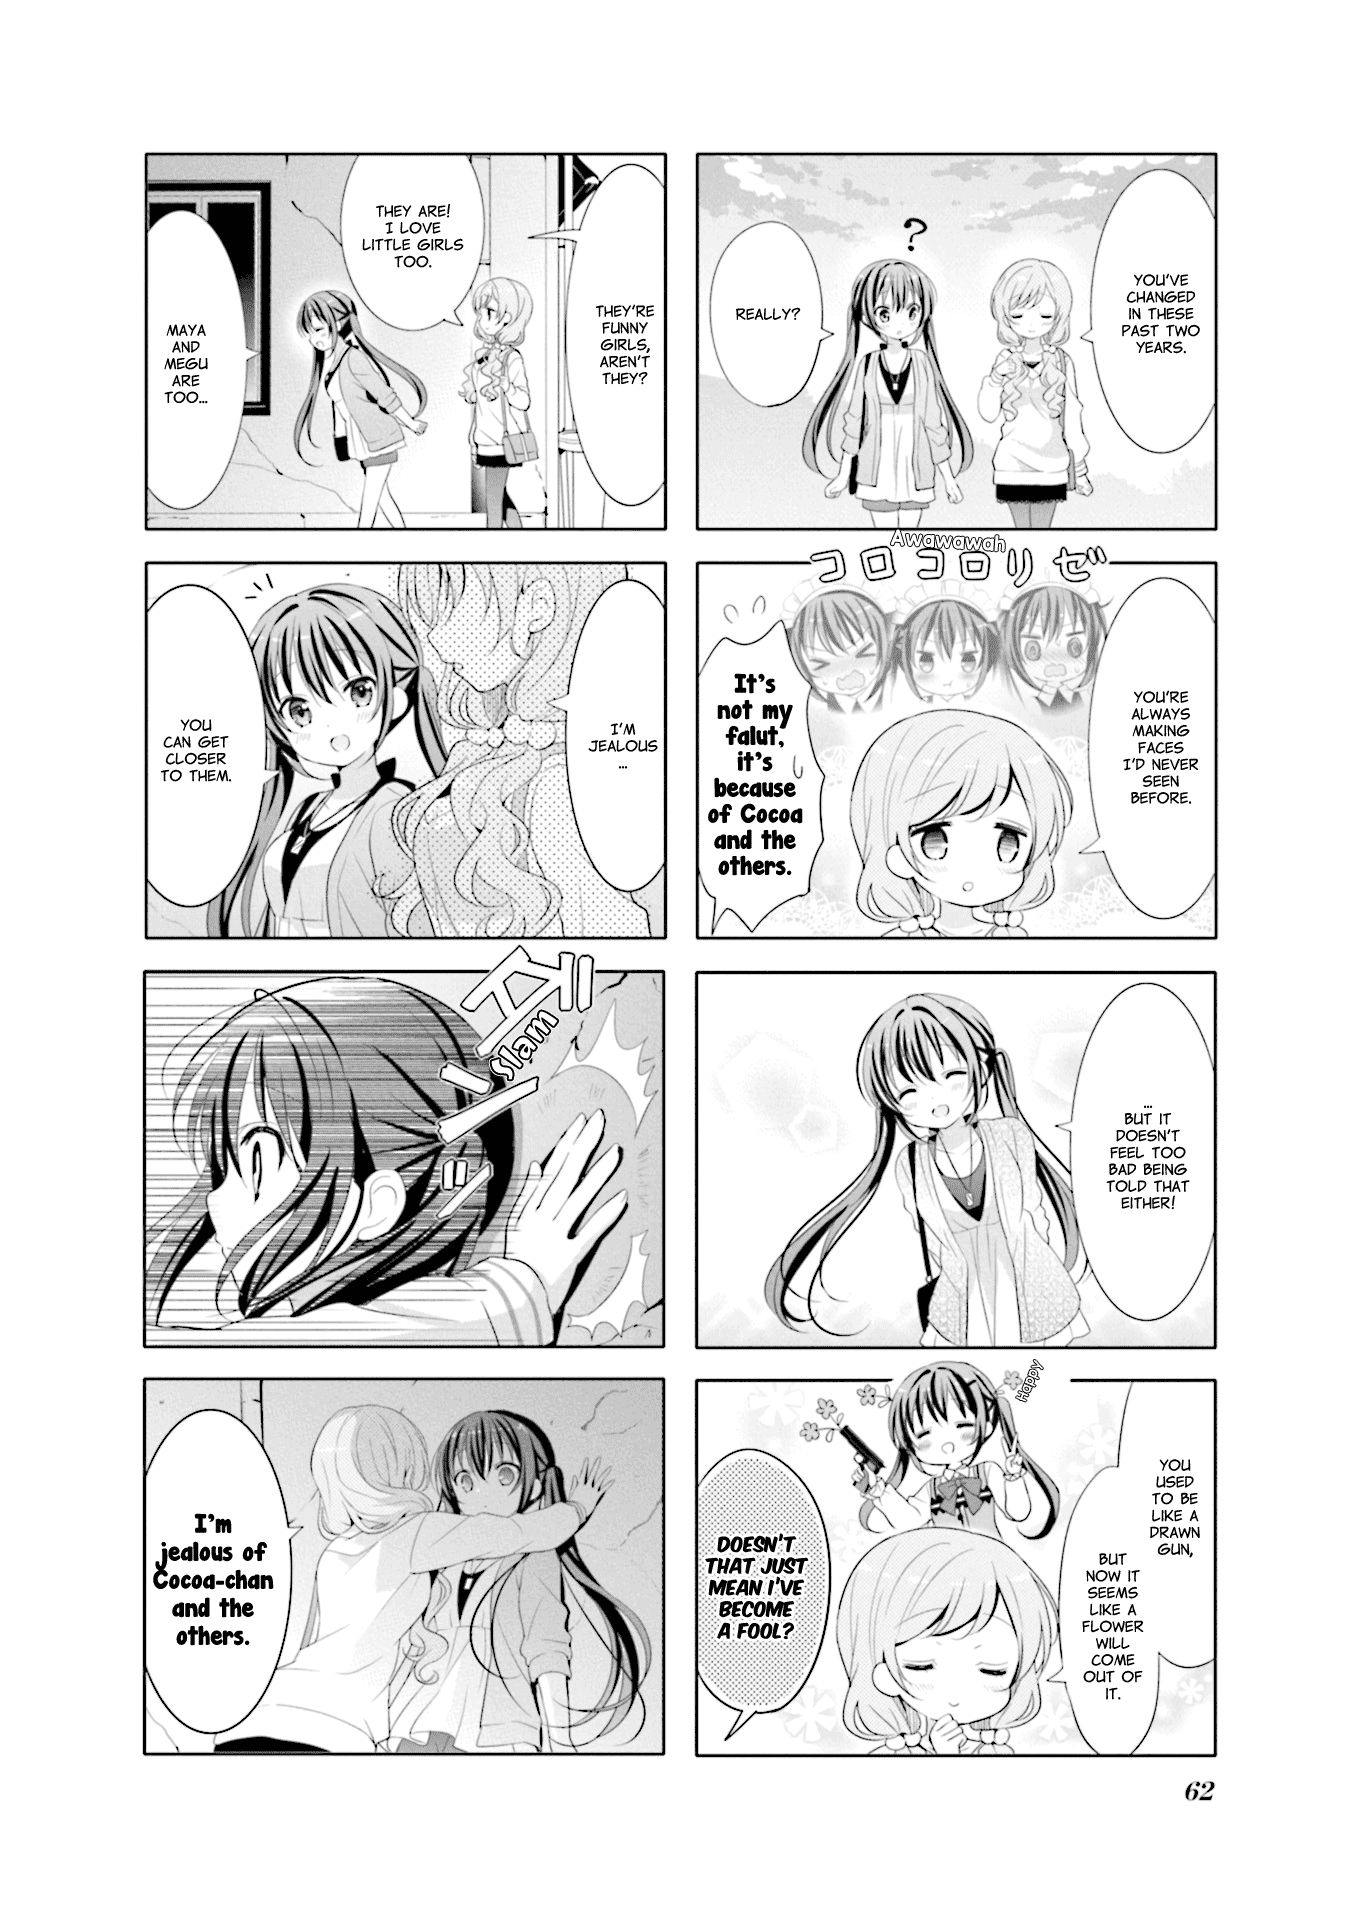 YOU'VE
CHANGED
IN THESE
PAST TWO
YEARS.
?
REALLY?
Awawawah
コロコロリゼ
YOU'RE
ALWAYS
MAKING
FACES
I'D NEVER
SEEN
BEFORE.
It's
not my
falut,
it's
because
of Cocoa
and the
others.
...
BUT IT
DOESN'T
FEEL TOO
BAD BEING
TOLD THAT
EITHER!
Happy
YOU
USED
TO BE
LIKE A
DRAWN
GUN,
BUT
NOW IT
SEEMS
LIKE A
FLOWER
WILL
COME
OUT OF
IT.
DOESN'T
THAT JUST
MEAN I'VE
BECOME
A FOOL?
THEY'RE
FUNNY
GIRLS,
AREN'T
THEY?
THEY ARE!
I LOVE
LITTLE GIRLS
TOO.
MAYA
AND
MEGU
ARE
TOO...
I'M
JEALOUS
...
YOU
CAN GET
CLOSER
TO THEM.
Slam
I'm
jealous of
Cocoa-chan
and the
others.
62